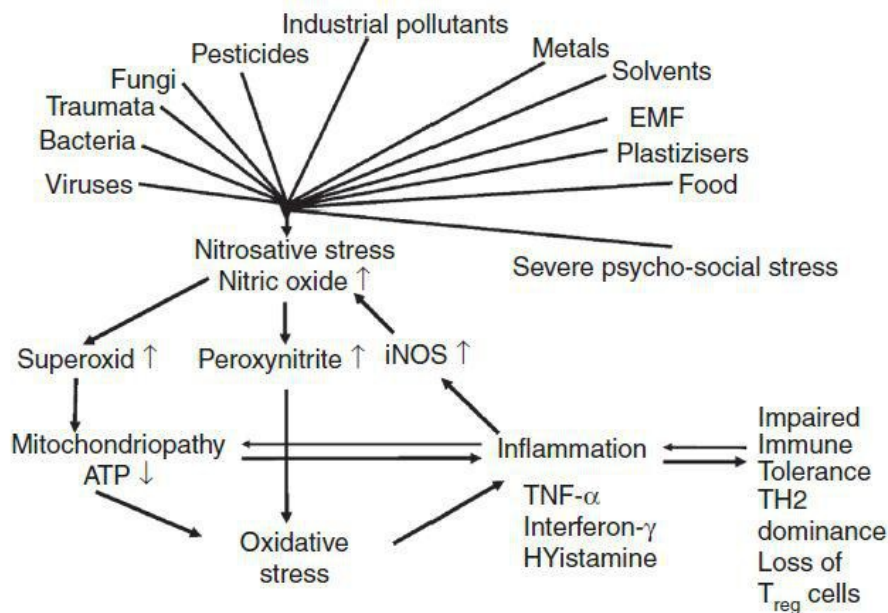 Industrial pollutants
Pesticides
Fungi
Traumata
Bacteria
Viruses
Metals
Solvents
EMF
Plastizisers
Food
Severe psycho-social stress
Nitrosative stress
Nitric oxide ↑
Superoxid ↑
Peroxynitrite ↑
iNOS ↑
Mitochondriopathy
ATP ↓
Oxidative
stress
Inflammation
TNF-α
Interferon-γ
HYistamine
Impaired
Immune
Tolerance
TH2
dominance
Loss of
Treg cells